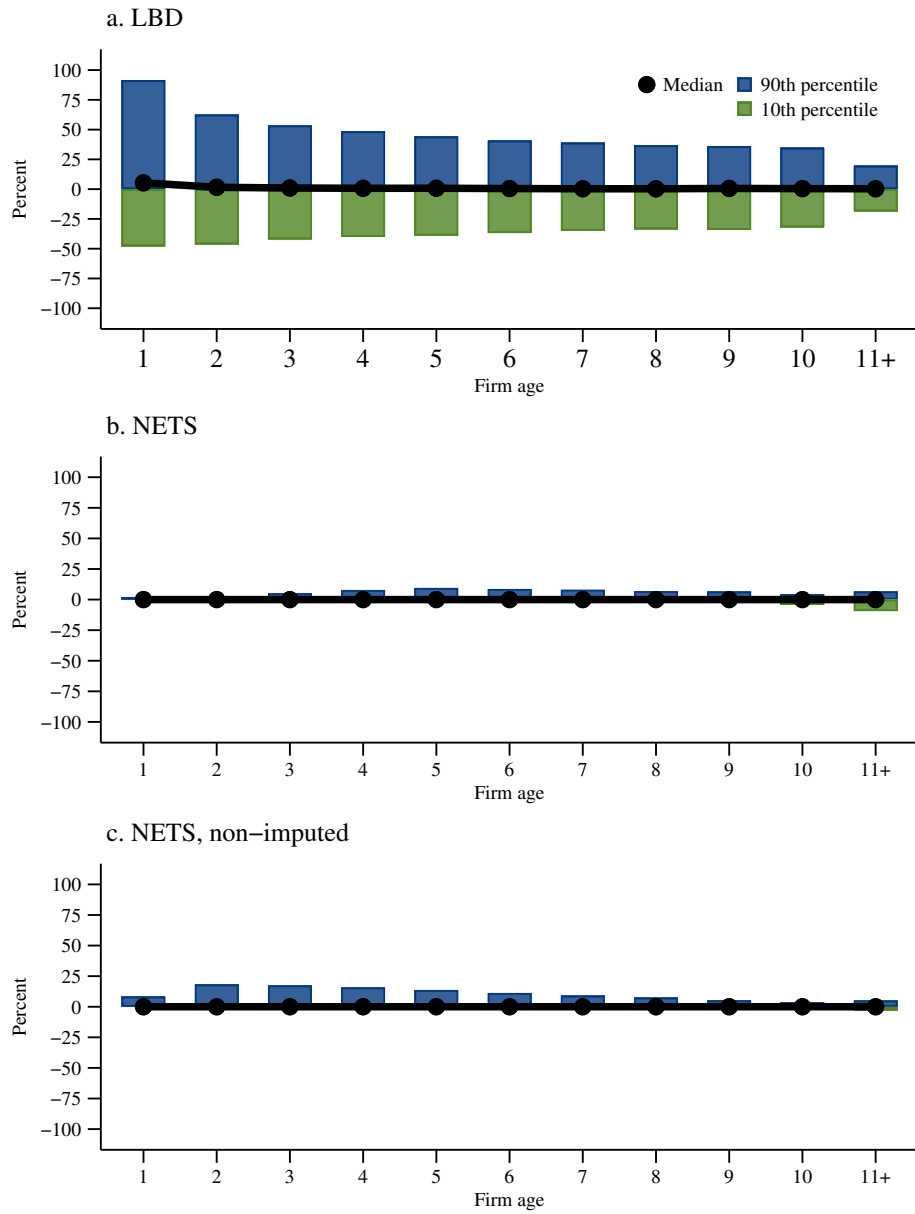 a. LBD
100
75
50
25
0
−25
−50
−75
−100
Percent
Median
90th percentile
10th percentile
1 2 3 4 5 6 7 8 9 10 11+
Firm age
b. NETS
100
75
50
25
0
−25
−50
−75
−100
Percent
1 2 3 4 5 6 7 8 9 10 11+
Firm age
c. NETS, non−imputed
100
75
50
25
0
−25
−50
−75
−100
Percent
1 2 3 4 5 6 7 8 9 10 11+
Firm age